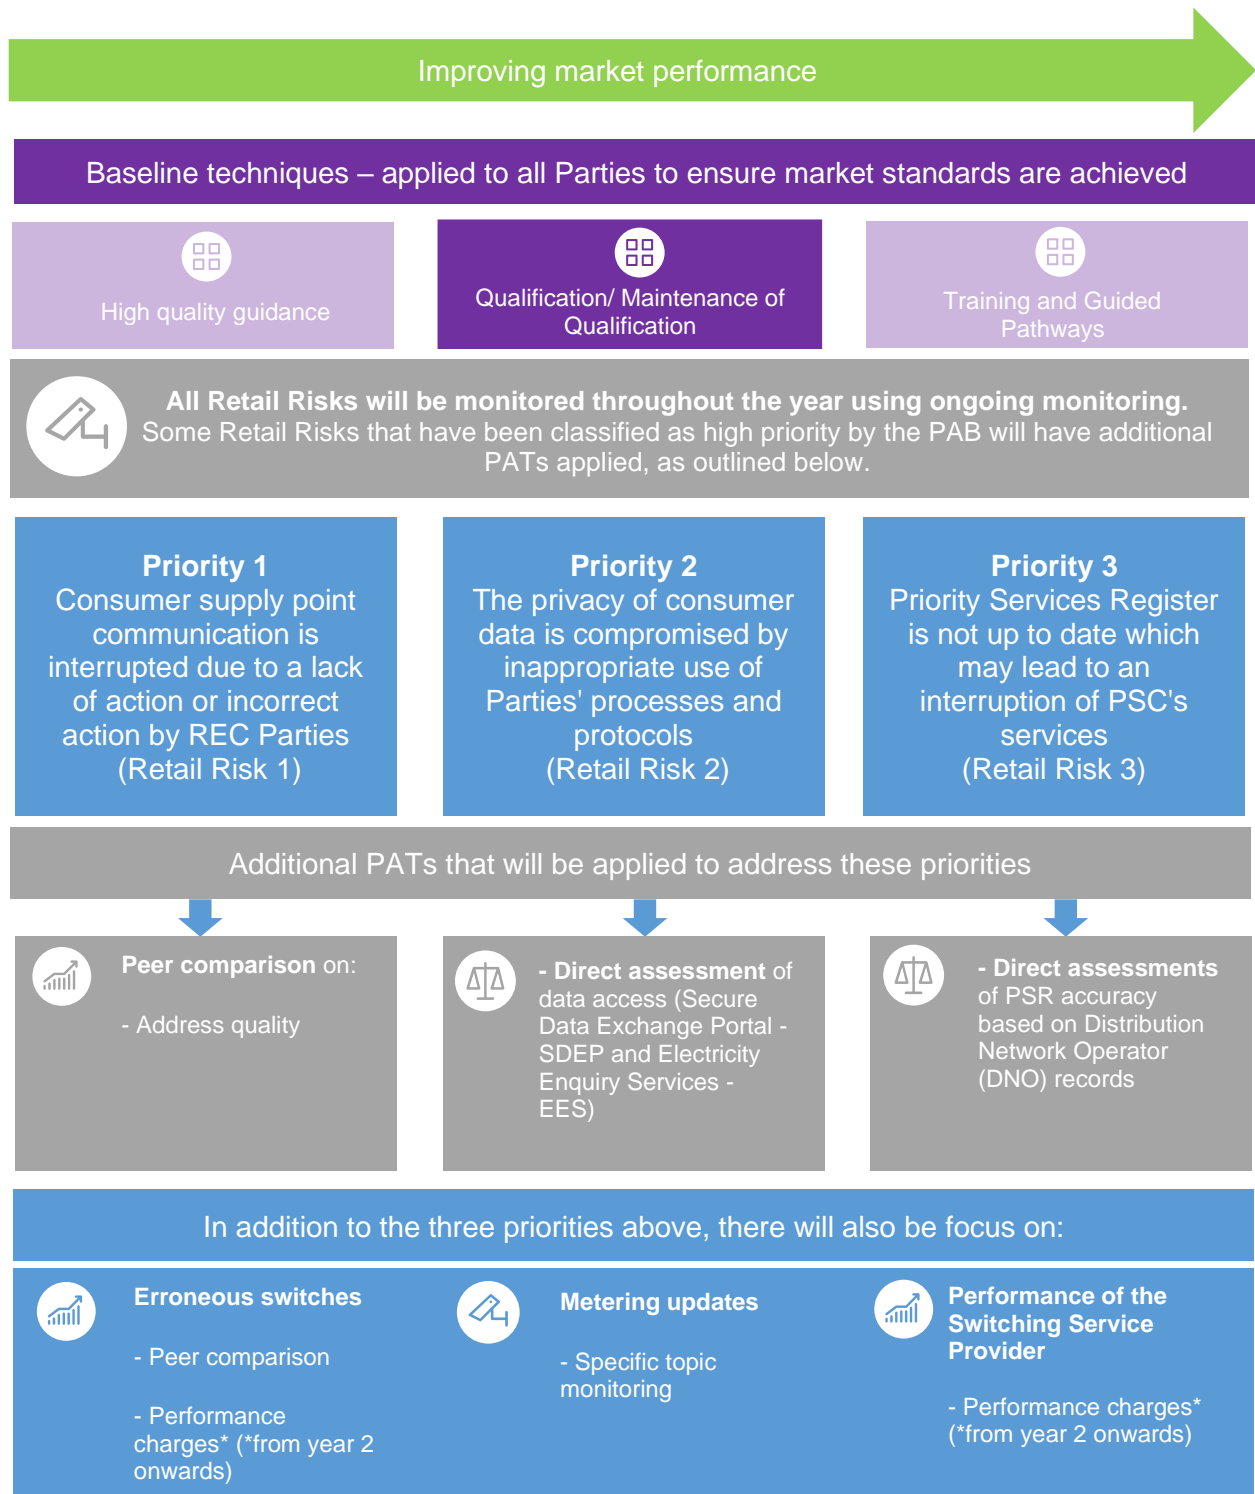 Improving market performance
Baseline techniques – applied to all Parties to ensure market standards are achieved
High quality guidance
Qualification/ Maintenance of
Qualification
Training and Guided
Pathways
All Retail Risks will be monitored throughout the year using ongoing monitoring.
Some Retail Risks that have been classified as high priority by the PAB will have additional
PATs applied, as outlined below.
Priority 1
Consumer supply point
communication is
interrupted due to a lack
of action or incorrect
action by REC Parties
(Retail Risk 1)
Priority 2
The privacy of consumer
data is compromised by
inappropriate use of
Parties' processes and
protocols
(Retail Risk 2)
Priority 3
Priority Services Register
is not up to date which
may lead to an
interruption of PSC's
services
(Retail Risk 3)
Additional PATs that will be applied to address these priorities
Peer comparison on:
- Address quality
- Direct assessment of
data access (Secure
Data Exchange Portal -
SDEP and Electricity
Enquiry Services -
EES)
- Direct assessments
of PSR accuracy
based on Distribution
Network Operator
(DNO) records
In addition to the three priorities above, there will also be focus on:
Erroneous switches
- Peer comparison
- Performance
charges* (*from year 2
onwards)
Metering updates
- Specific topic
monitoring
Performance of the
Switching Service
Provider
- Performance charges*
(*from year 2 onwards)